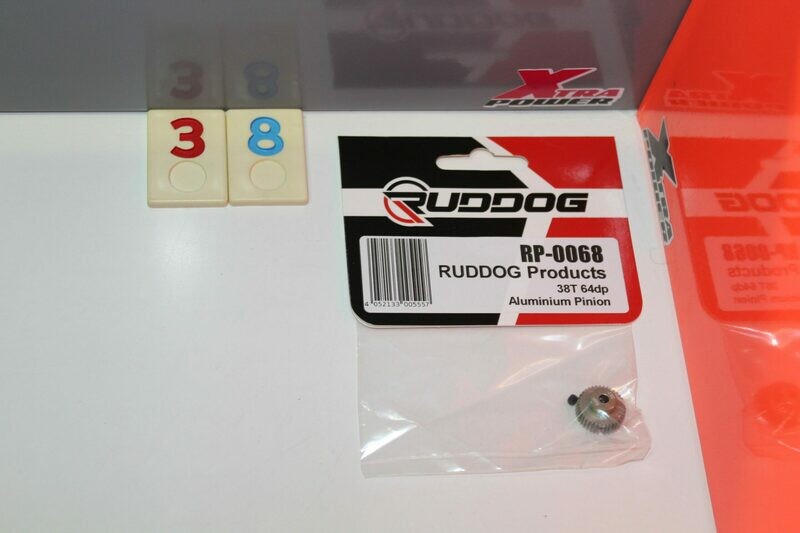 3 8
XTRA
POWER
RUDDOG
RP-0068
RUDDOG Products
38T 64dp
Aluminium Pinion
4 052133 005557